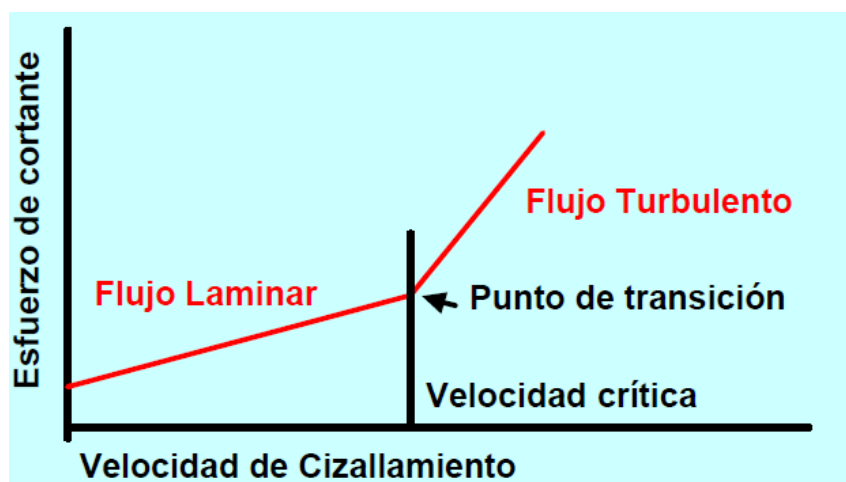 Esfuerzo de cortante
Flujo Turbulento
Flujo Laminar
Punto de transición
Velocidad crítica
Velocidad de Cizallamiento